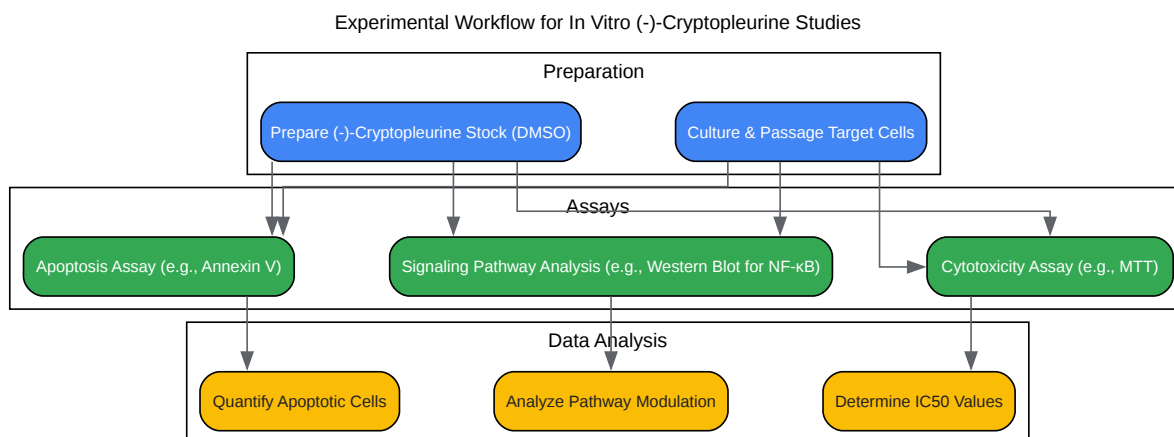 Experimental Workflow for In Vitro (-)-Cryptopleurine Studies
Preparation
Prepare (-)-Cryptopleurine Stock (DMSO)
Culture & Passage Target Cells
Assays
Apoptosis Assay (e.g., Annexin V)
Signaling Pathway Analysis (e.g., Western Blot for NF-κB)
Cytotoxicity Assay (e.g., MTT)
Data Analysis
Quantify Apoptotic Cells
Analyze Pathway Modulation
Determine IC50 Values